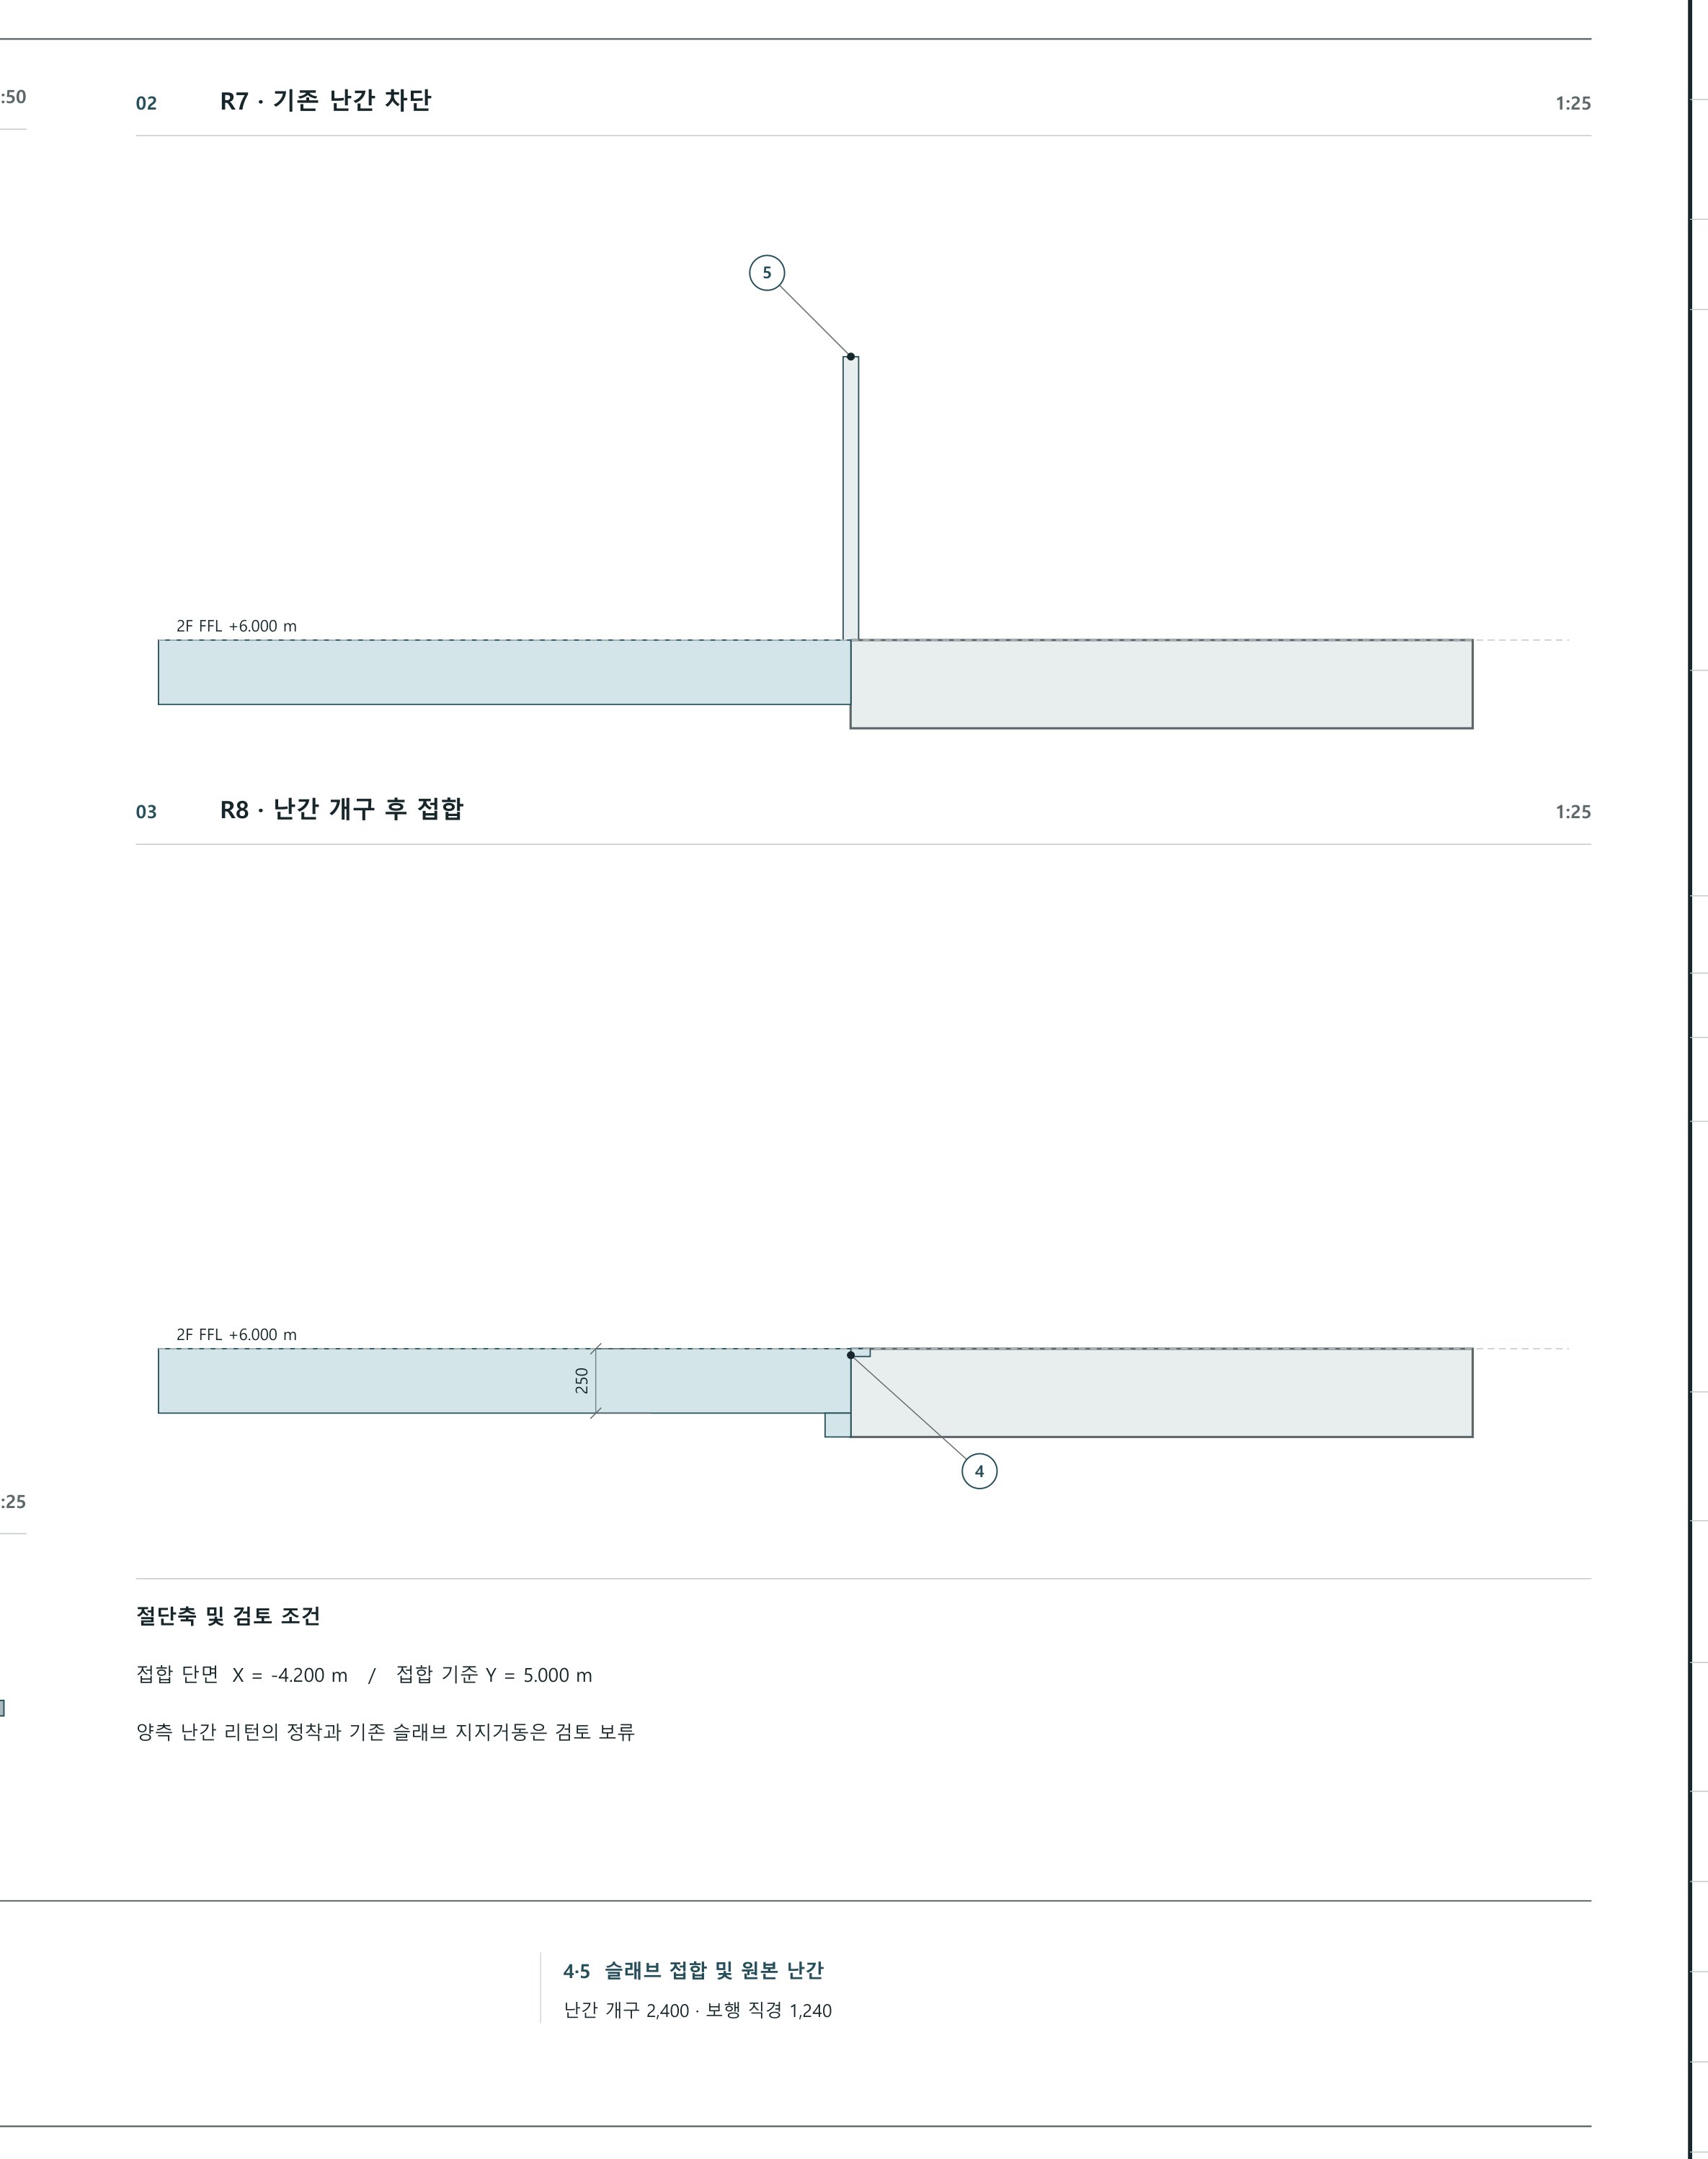 :50
02 R7 · 기존 난간 차단 1:25
5
2F FFL +6.000 m
03 R8 · 난간 개구 후 접합 1:25
2F FFL +6.000 m
250
4
:25
절단축 및 검토 조건
접합 단면 X = -4.200 m / 접합 기준 Y = 5.000 m
양측 난간 리턴의 정착과 기존 슬래브 지지거동은 검토 보류
4·5 슬래브 접합 및 원본 난간
난간 개구 2,400 · 보행 직경 1,240